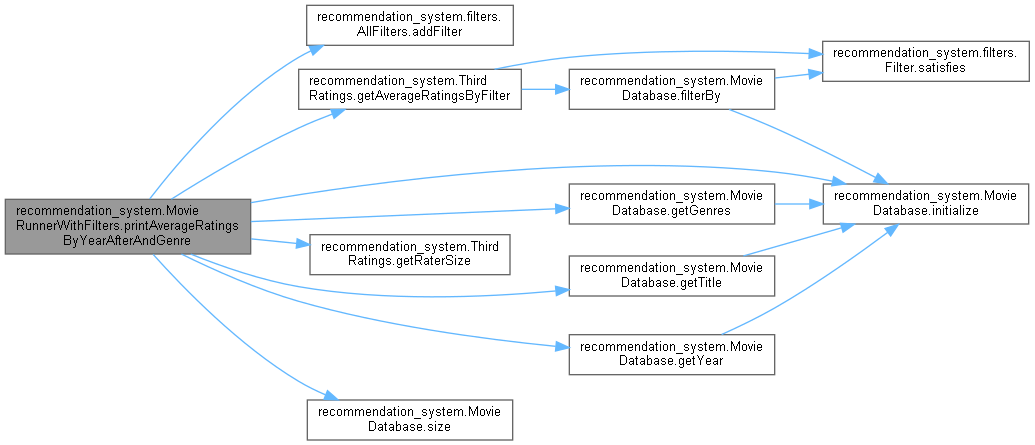 recommendation_system.filters.
AllFilters.addFilter
recommendation_system.Third
Ratings.getAverageRatingsByFilter
recommendation_system.Movie
Database.filterBy
recommendation_system.filters.
Filter.satisfies
recommendation_system.Movie
RunnerWithFilters.printAverageRatings
ByYearAfterAndGenre
recommendation_system.Movie
Database.getGenres
recommendation_system.Movie
Database.initialize
recommendation_system.Third
Ratings.getRaterSize
recommendation_system.Movie
Database.getTitle
recommendation_system.Movie
Database.getYear
recommendation_system.Movie
Database.size